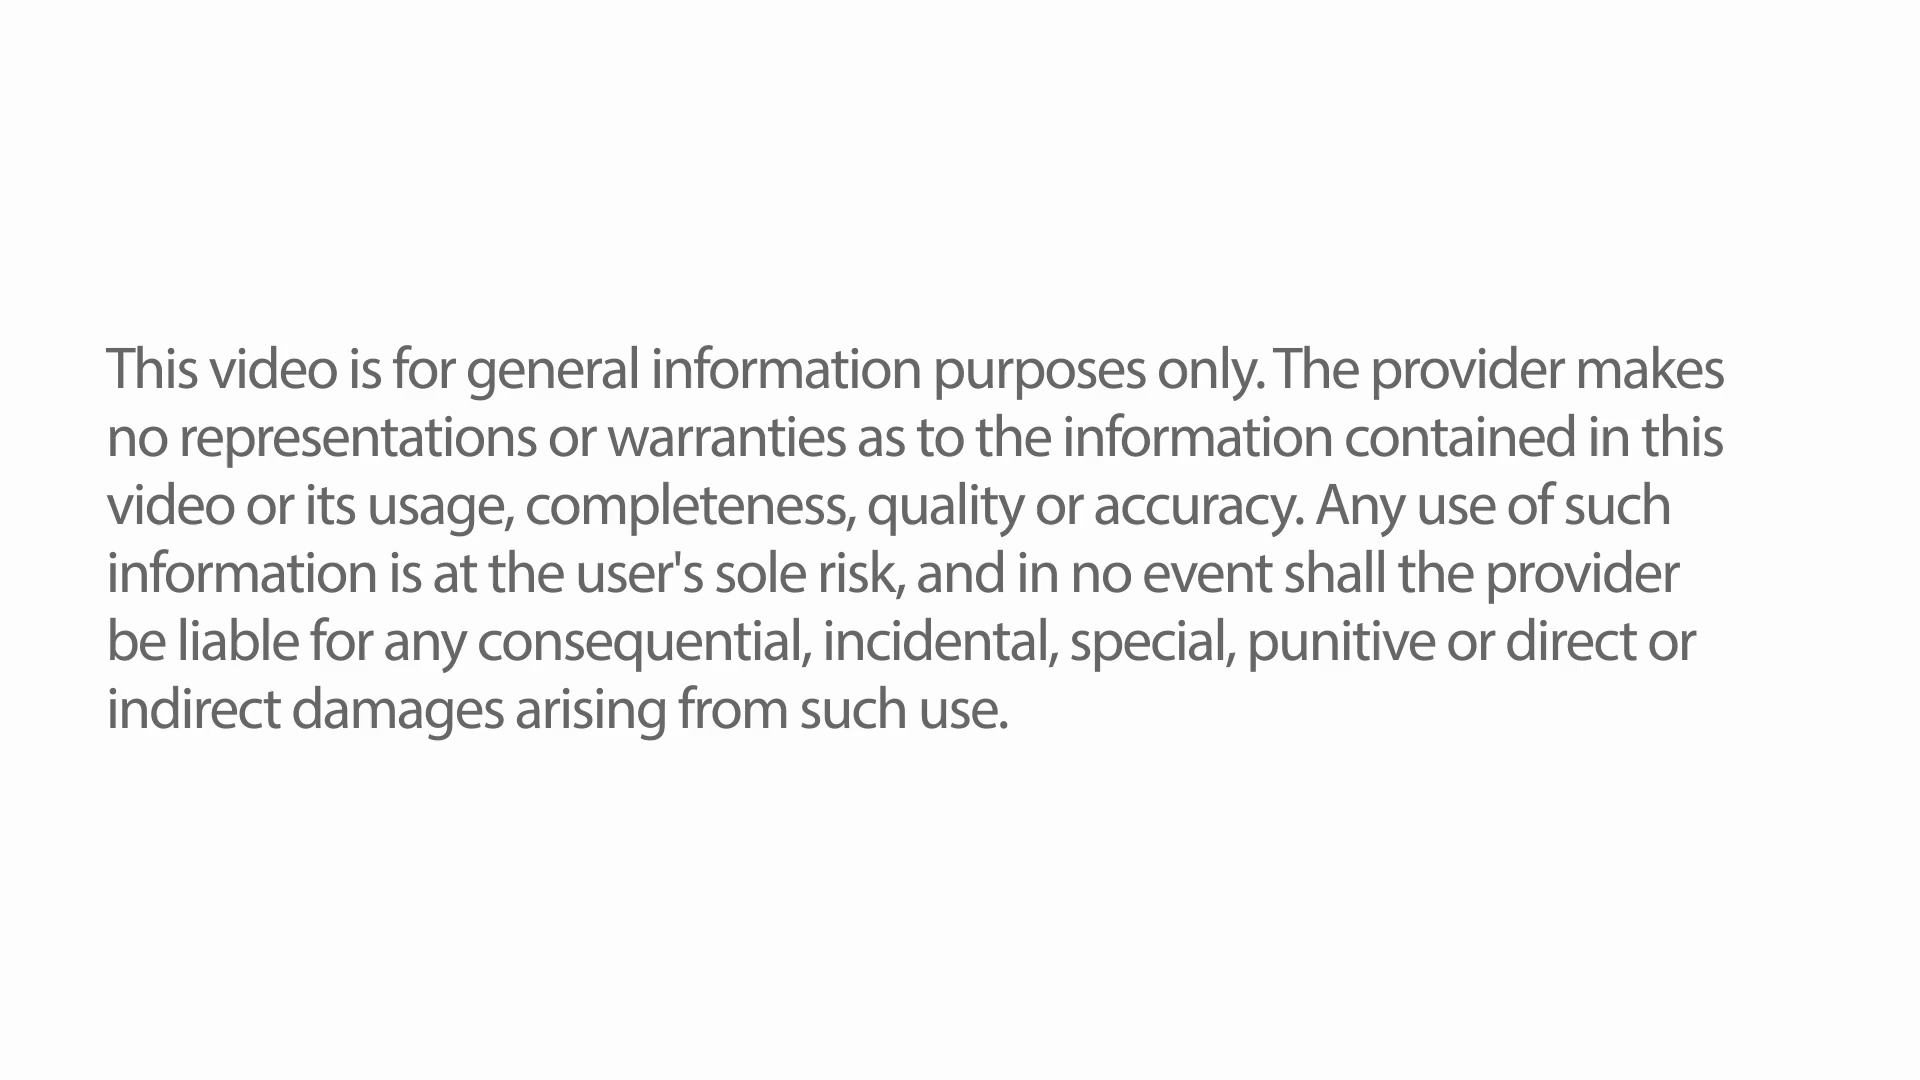 This video is for general information purposes only. The provider makes
no representations or warranties as to the information contained in this
video or its usage, completeness, quality or accuracy. Any use of such
information is at the user's sole risk, and in no event shall the provider
be liable for any consequential, incidental, special, punitive or direct or
indirect damages arising from such use.